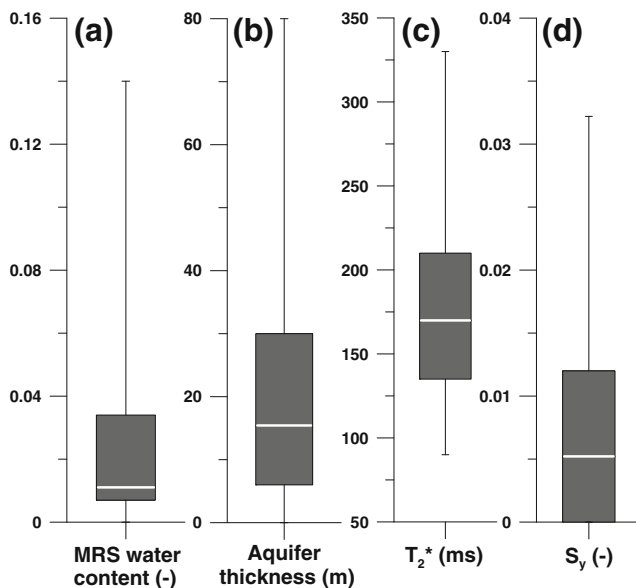 (a) (b) (c) (d)
0.16 80 350 0.04
300
0.12 60 0.03
250
0.08 40 200 0.02
150
0.04 20 0.01
100
0 0 50 0
MRS water content (-)
Aquifer thickness (m)
T₂* (ms)
Sᵧ (-)